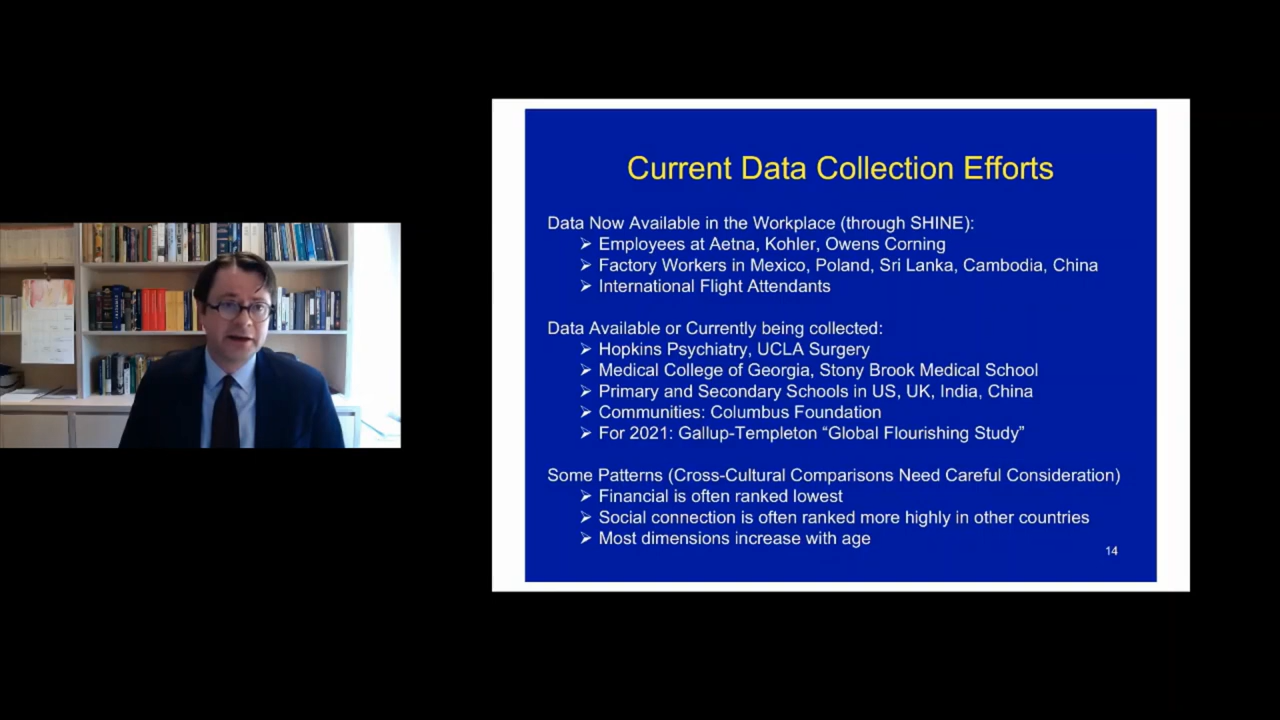 Current Data Collection Efforts
Data Now Available in the Workplace (through SHINE):
➢ Employees at Aetna, Kohler, Owens Corning
➢ Factory Workers in Mexico, Poland, Sri Lanka, Cambodia, China
➢ International Flight Attendants
Data Available or Currently being collected:
➢ Hopkins Psychiatry, UCLA Surgery
➢ Medical College of Georgia, Stony Brook Medical School
➢ Primary and Secondary Schools in US, UK, India, China
➢ Communities: Columbus Foundation
➢ For 2021: Gallup-Templeton “Global Flourishing Study”
Some Patterns (Cross-Cultural Comparisons Need Careful Consideration)
➢ Financial is often ranked lowest
➢ Social connection is often ranked more highly in other countries
➢ Most dimensions increase with age
14